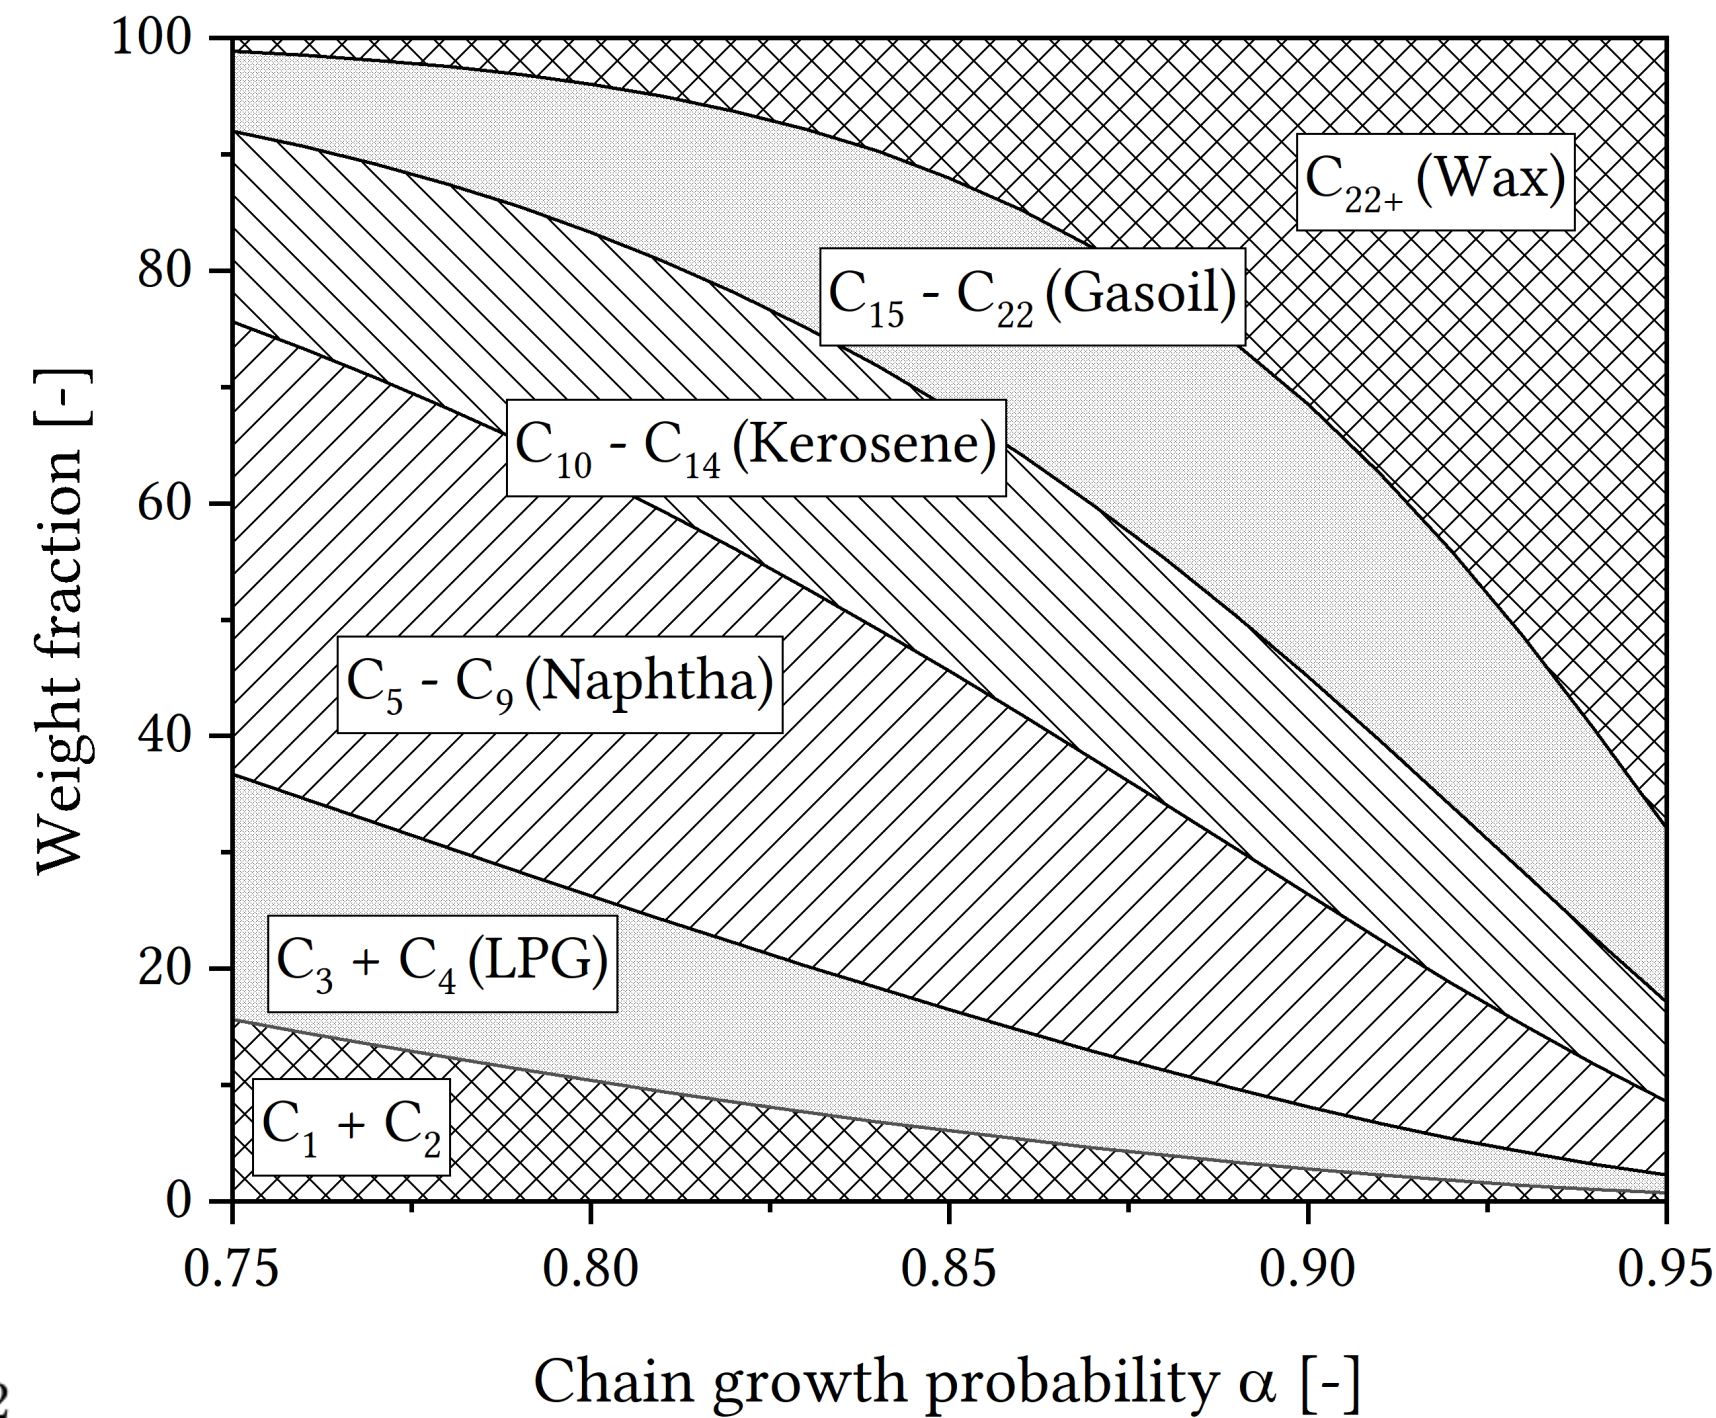 100
80
60
40
20
0
Weight fraction [-]
C₂₂₊ (Wax)
C₁₅ - C₂₂ (Gasoil)
C₁₀ - C₁₄ (Kerosene)
C₅ - C₉ (Naphtha)
C₃ + C₄ (LPG)
C₁ + C₂
0.75 0.80 0.85 0.90 0.95
Chain growth probability α [-]